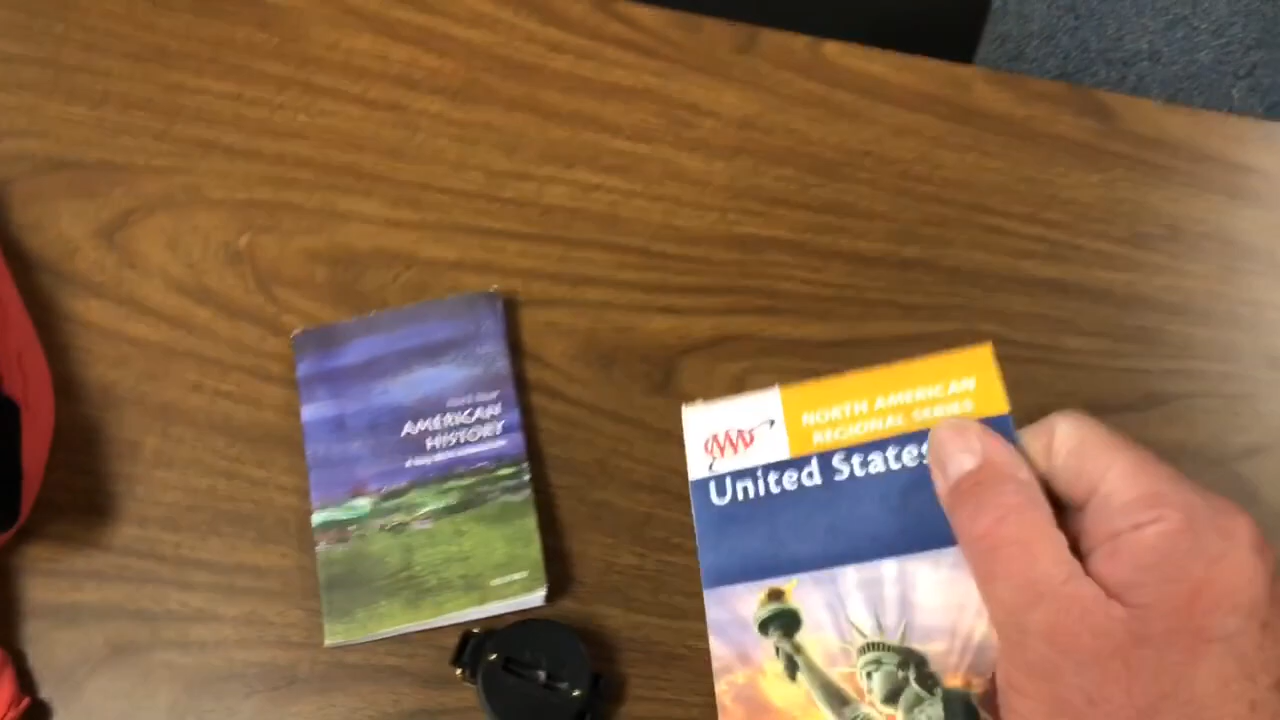 AMERICAN
HISTORY
AAA
NORTH AMERICAN
REGIONAL SERIES
United States